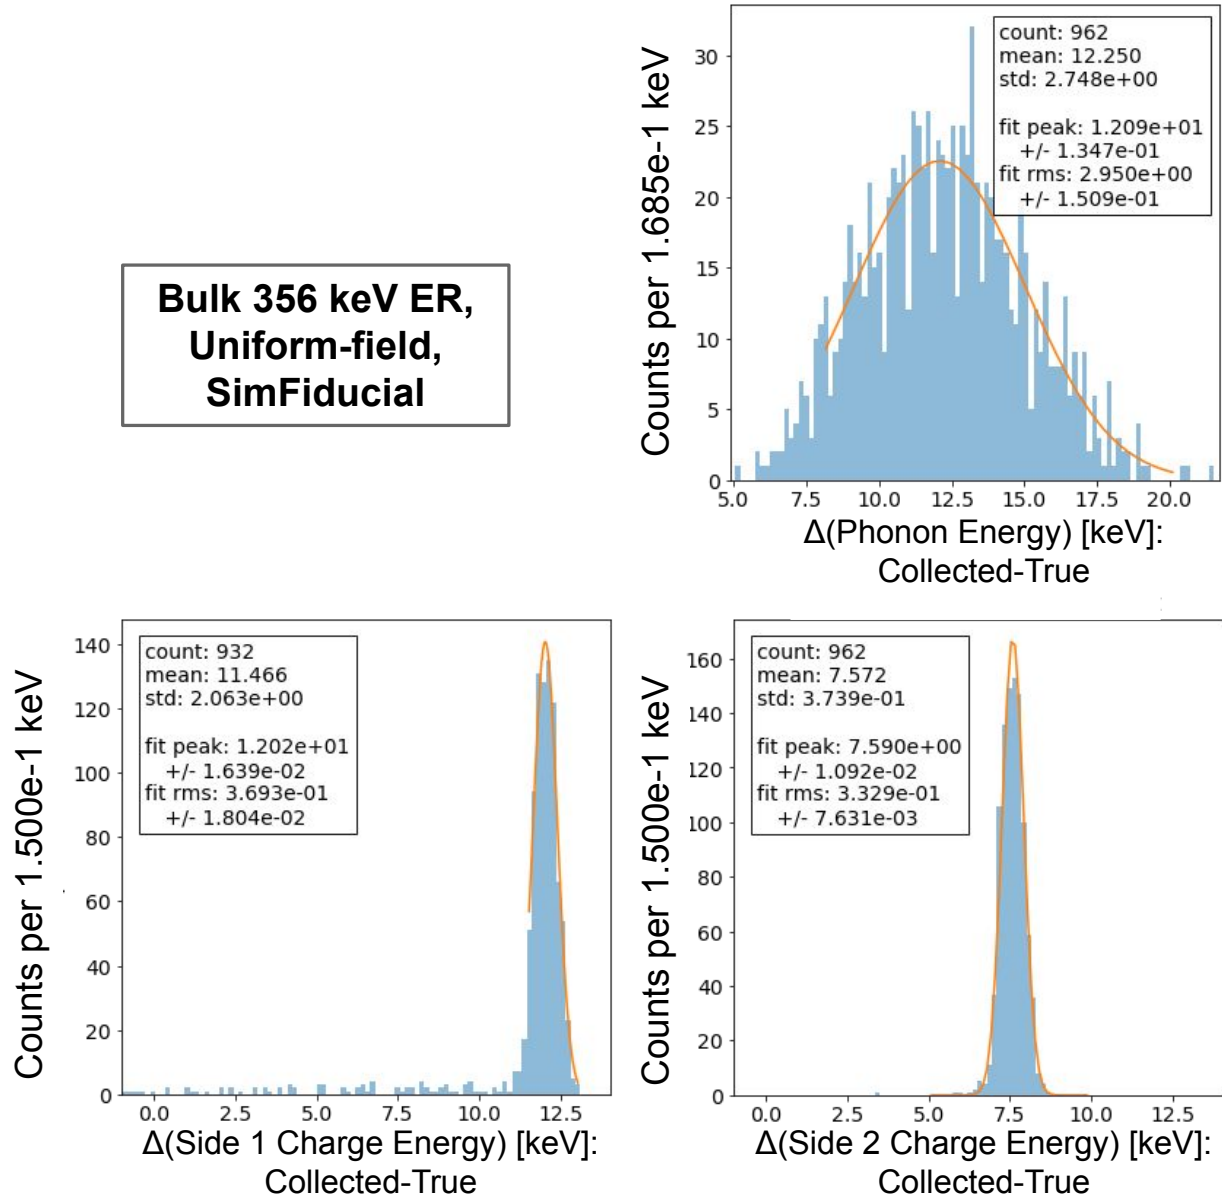 Bulk 356 keV ER,
Uniform-field,
SimFiducial
Counts per 1.685e-1 keV
30
25
20
15
10
5
0
count: 962
mean: 12.250
std: 2.748e+00
fit peak: 1.209e+01
+/- 1.347e-01
fit rms: 2.950e+00
+/- 1.509e-01
5.0 7.5 10.0 12.5 15.0 17.5 20.0
Δ(Phonon Energy) [keV]:
Collected-True
Counts per 1.500e-1 keV
140
120
100
80
60
40
20
0
count: 932
mean: 11.466
std: 2.063e+00
fit peak: 1.202e+01
+/- 1.639e-02
fit rms: 3.693e-01
+/- 1.804e-02
0.0 2.5 5.0 7.5 10.0 12.5
Δ(Side 1 Charge Energy) [keV]:
Collected-True
Counts per 1.500e-1 keV
160
140
120
100
80
60
40
20
0
count: 962
mean: 7.572
std: 3.739e-01
fit peak: 7.590e+00
+/- 1.092e-02
fit rms: 3.329e-01
+/- 7.631e-03
0.0 2.5 5.0 7.5 10.0 12.5
Δ(Side 2 Charge Energy) [keV]:
Collected-True